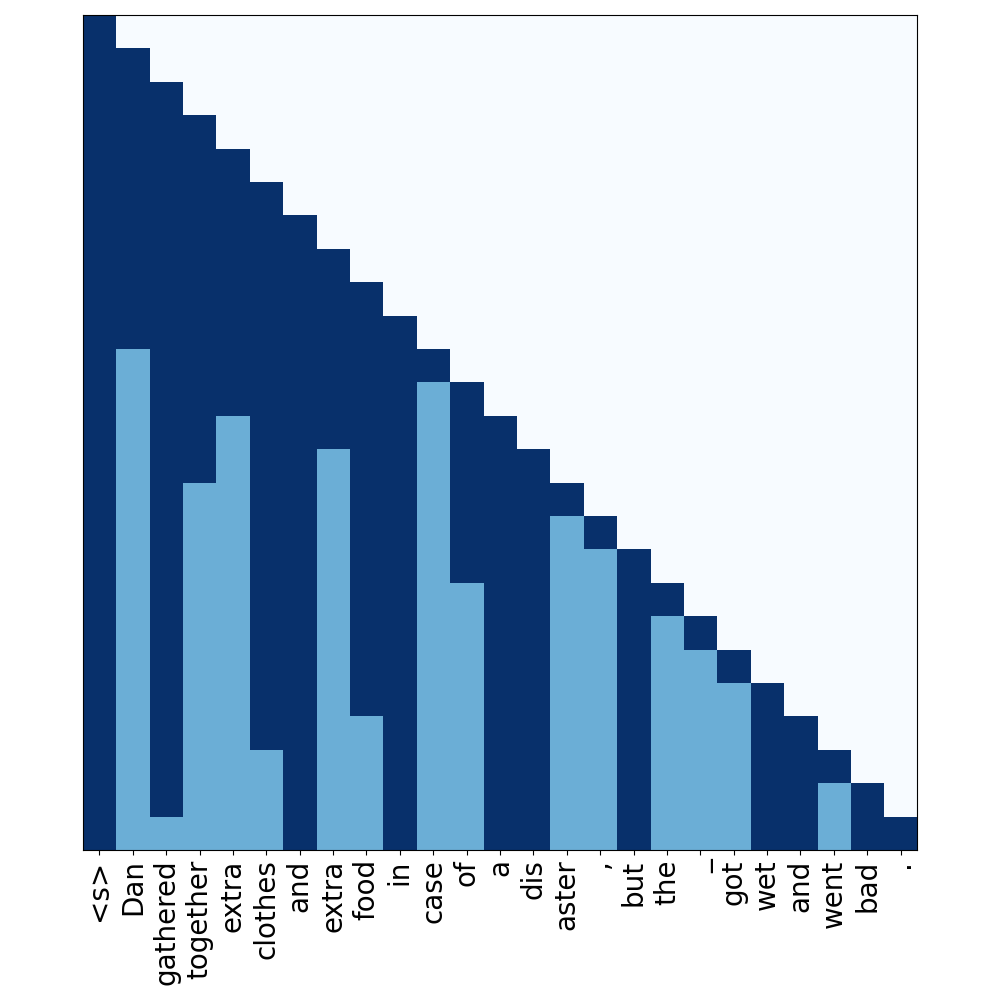 <s> Dan gathered together extra clothes and extra food in case of a dis aster , but the _ got wet and went bad .